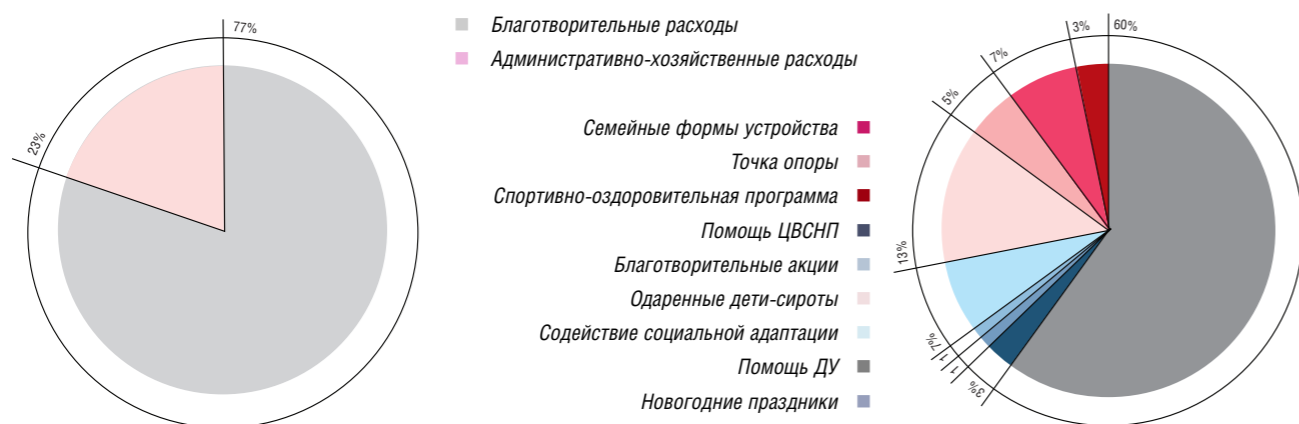 77%
23%
Благотворительные расходы
Административно-хозяйственные расходы
Семейные формы устройства
Точка опоры
Спортивно-оздоровительная программа
Помощь ЦВСНП
Благотворительные акции
Одаренные дети-сироты
Содействие социальной адаптации
Помощь ДУ
Новогодние праздники
60%
3%
7%
5%
13%
7%
1
1
3%